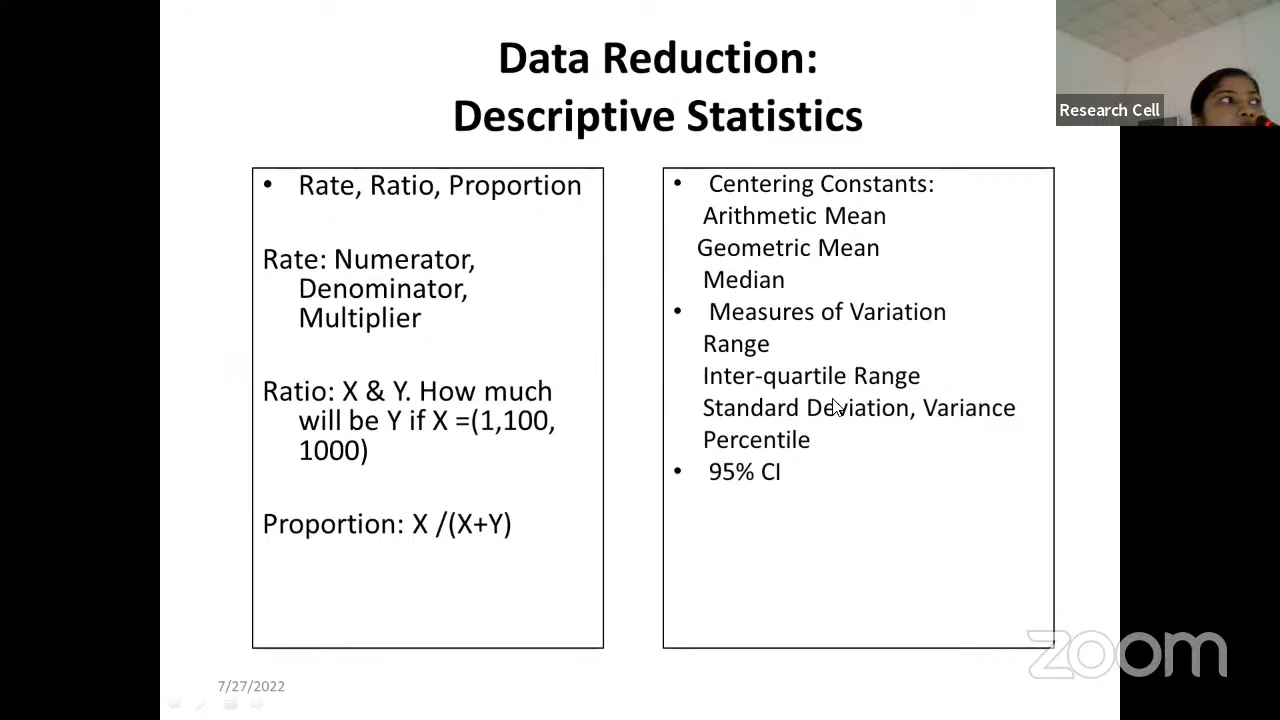 Data Reduction:
Descriptive Statistics
Research Cell
• Rate, Ratio, Proportion
Rate: Numerator,
Denominator,
Multiplier
Ratio: X & Y. How much
will be Y if X =(1,100,
1000)
Proportion: X /(X+Y)
• Centering Constants:
Arithmetic Mean
Geometric Mean
Median
• Measures of Variation
Range
Inter-quartile Range
Standard Deviation, Variance
Percentile
• 95% CI
zoom
7/27/2022